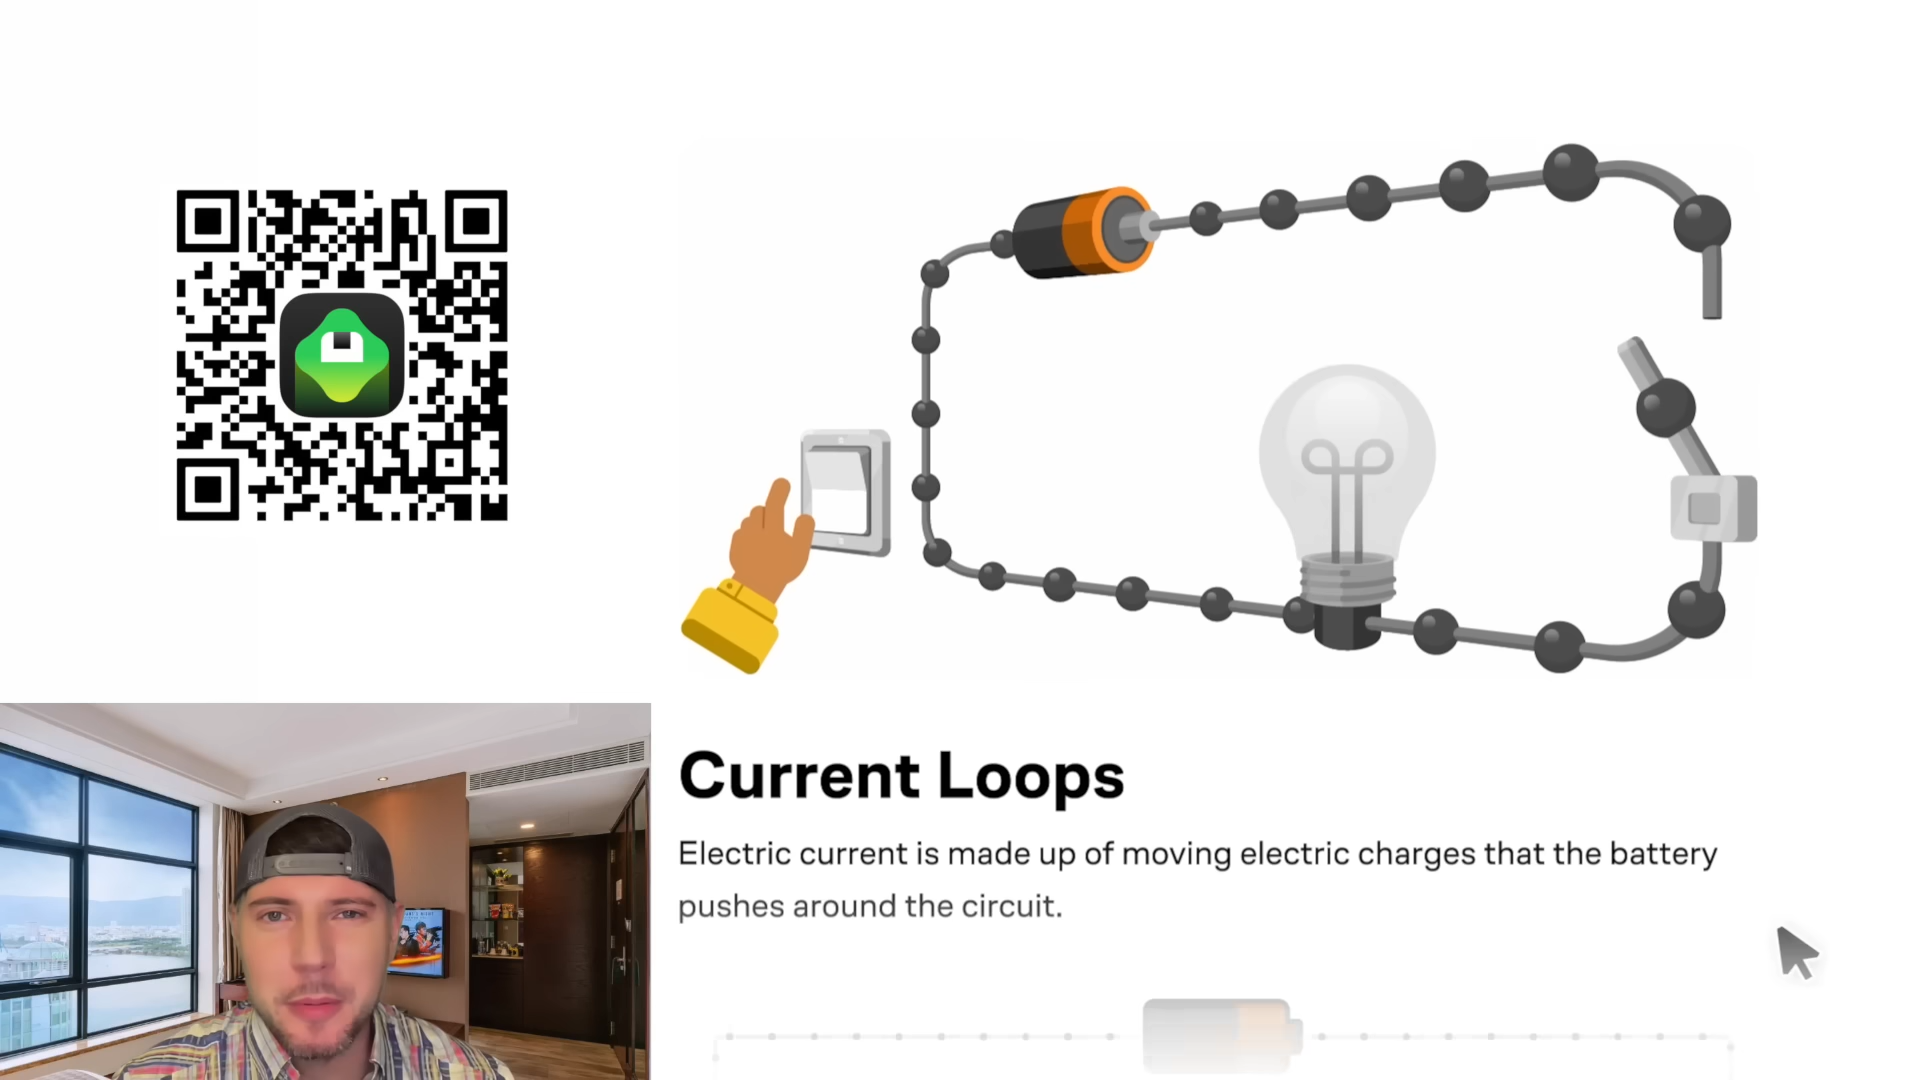 Current Loops
Electric current is made up of moving electric charges that the battery
pushes around the circuit.